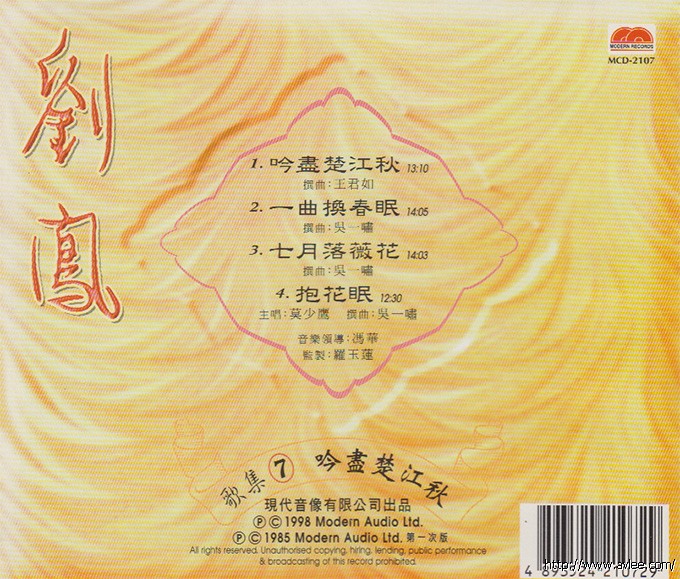 MODERN RECORDS
MCD-2107
劉鳳
1. 吟盡楚江秋 13:10
撰曲:王君如
2. 一曲換春眠 14:05
撰曲:吳一嘯
3. 七月落薇花 14:03
撰曲:吳一嘯
4. 抱花眠 12:30
主唱:莫少鷹 撰曲:吳一嘯
音樂領導:馮華
監製:羅玉蓮
歌集 7 吟盡楚江秋
現代音像有限公司出品
Ⓟ © 1998 Modern Audio Ltd.
Ⓟ © 1985 Modern Audio Ltd. 第一次版
All rights reserved. Unauthorised copying, hiring, lending, public performance
& broadcasting of this record prohibited.